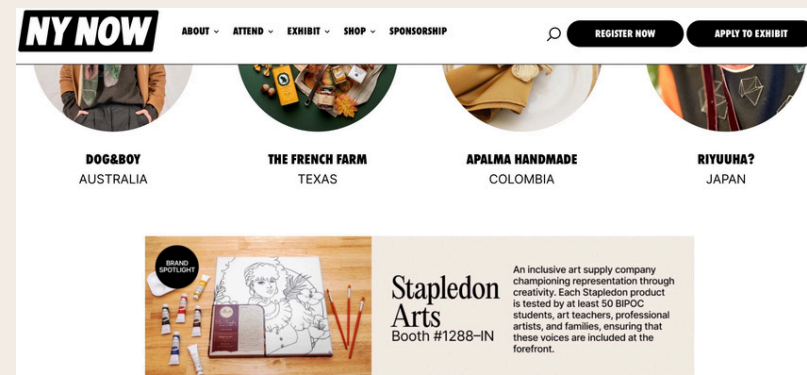 NY NOW
ABOUT ATTEND EXHIBIT SHOP SPONSORSHIP
REGISTER NOW
APPLY TO EXHIBIT
DOG&BOY
AUSTRALIA
THE FRENCH FARM
TEXAS
APALMA HANDMADE
COLOMBIA
RIYUUHA?
JAPAN
BRAND
SPOTLIGHT
Stapledon
Arts
Booth #1288–IN
An inclusive art supply company
championing representation through
creativity. Each Stapledon product
is tested by at least 50 BIPOC
students, art teachers, professional
artists, and families, ensuring that
these voices are included at the
forefront.